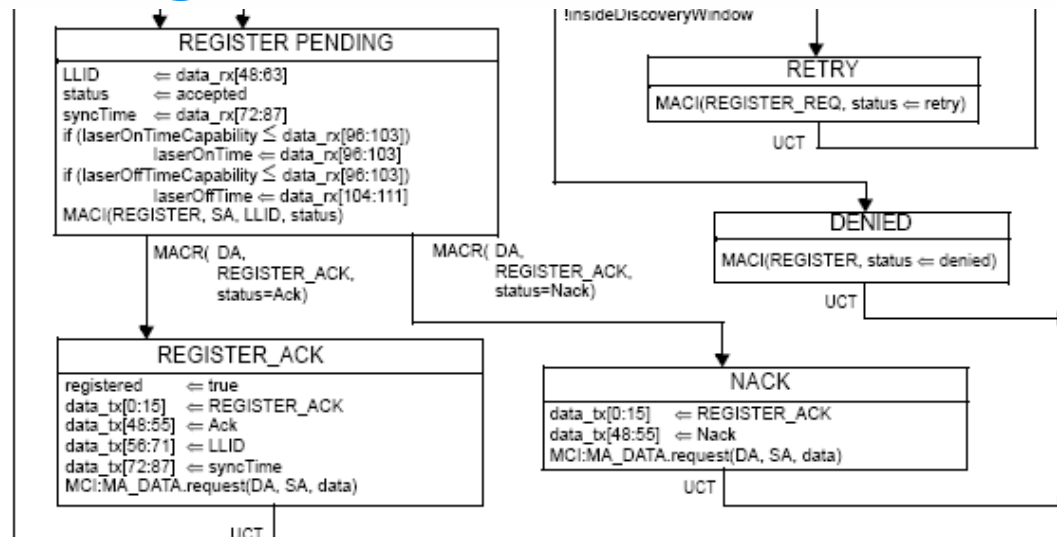 !insideDiscoveryWindow
REGISTER PENDING
LLID ⇐ data_rx[48:63]
status ⇐ accepted
syncTime ⇐ data_rx[72:87]
if (laserOnTimeCapability ≤ data_rx[96:103])
laserOnTime ⇐ data_rx[96:103]
if (laserOffTimeCapability ≤ data_rx[96:103])
laserOffTime ⇐ data_rx[104:111]
MACI(REGISTER, SA, LLID, status)
RETRY
MACI(REGISTER_REQ, status ⇐ retry)
UCT
DENIED
MACI(REGISTER, status ⇐ denied)
UCT
MACR( DA,
REGISTER_ACK,
status=Ack)
MACR( DA,
REGISTER_ACK,
status=Nack)
REGISTER_ACK
registered ⇐ true
data_tx[0:15] ⇐ REGISTER_ACK
data_tx[48:55] ⇐ Ack
data_tx[56:71] ⇐ LLID
data_tx[72:87] ⇐ syncTime
MCI:MA_DATA.request(DA, SA, data)
UCT
NACK
data_tx[0:15] ⇐ REGISTER_ACK
data_tx[48:55] ⇐ Nack
MCI:MA_DATA.request(DA, SA, data)
UCT